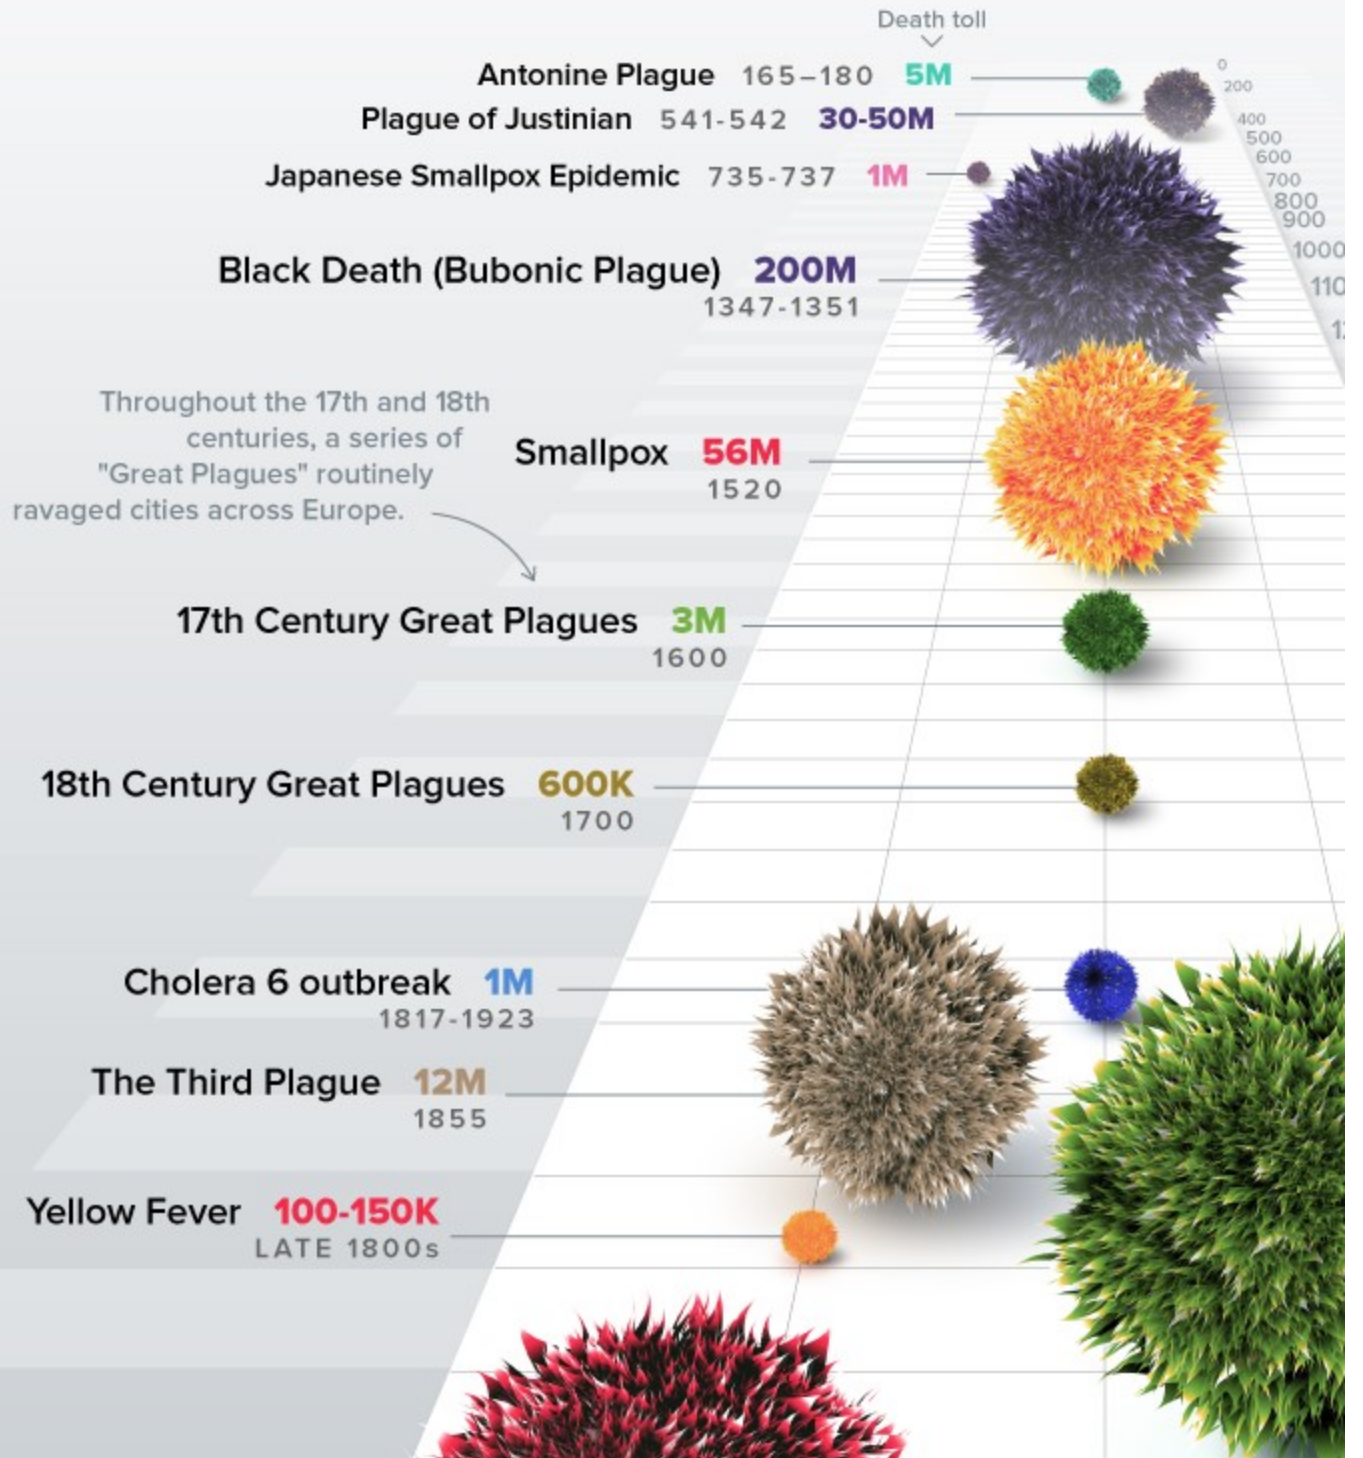 Death toll
Antonine Plague 165–180 5M
Plague of Justinian 541-542 30-50M
Japanese Smallpox Epidemic 735-737 1M
Black Death (Bubonic Plague) 200M
1347-1351
Throughout the 17th and 18th
centuries, a series of
"Great Plagues" routinely
ravaged cities across Europe.
Smallpox 56M
1520
17th Century Great Plagues 3M
1600
18th Century Great Plagues 600K
1700
Cholera 6 outbreak 1M
1817-1923
The Third Plague 12M
1855
Yellow Fever 100-150K
LATE 1800s
0
200
400
500
600
700
800
900
1000
110